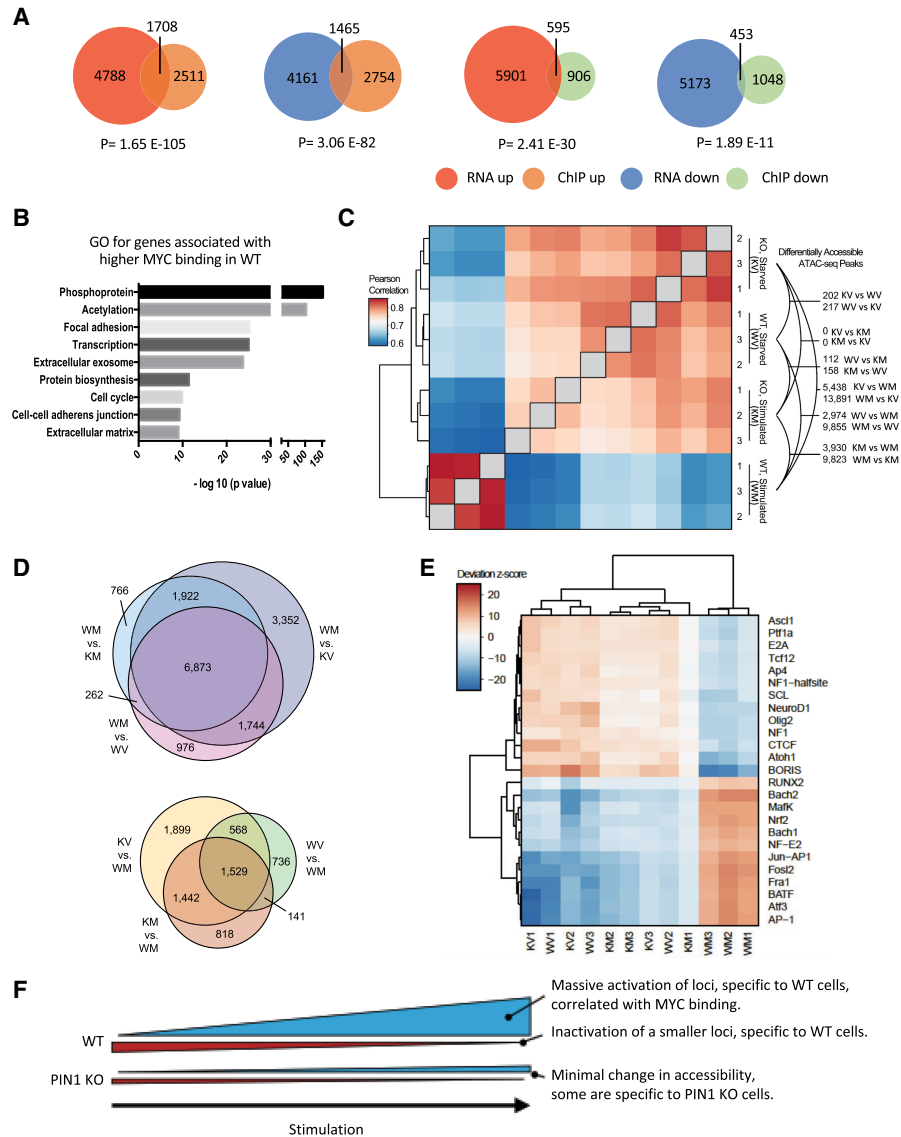 A
1708
4788
2511
P= 1.65 E-105
1465
4161
2754
P= 3.06 E-82
595
5901
906
P= 2.41 E-30
453
5173
1048
P= 1.89 E-11
RNA up
ChIP up
RNA down
ChIP down
B
GO for genes associated with
higher MYC binding in WT
Phosphoprotein
Acetylation
Focal adhesion
Transcription
Extracellular exosome
Protein biosynthesis
Cell cycle
Cell-cell adherens junction
Extracellular matrix
0 10 20 30 50 100 150
- log 10 (p value)
C
Pearson
Correlation
0.8
0.7
0.6
2
3
1
KO, Starved
(KV)
1
3
2
WT, Starved
(WV)
1
2
3
KO, Stimulated
(KM)
1
3
2
WT, Stimulated
(WM)
Differentially Accessible
ATAC-seq Peaks
202 KV vs WV
217 WV vs KV
0 KV vs KM
0 KM vs KV
112 WV vs KM
158 KM vs WV
5,438 KV vs WM
13,891 WM vs KV
2,974 WV vs WM
9,855 WM vs WV
3,930 KM vs WM
9,823 WM vs KM
D
766
1,922
3,352
WM
vs.
KM
WM
vs.
KV
6,873
262
1,744
WM
vs.
WV
976
1,899
568
KV
vs.
WM
WV
vs.
WM
736
1,529
1,442
141
KM
vs.
WM
818
E
Deviation z-score
20
10
0
−10
−20
Ascl1
Ptf1a
E2A
Tcf12
Ap4
NF1−halfsite
SCL
NeuroD1
Olig2
NF1
CTCF
Atoh1
BORIS
RUNX2
Bach2
MafK
Nrf2
Bach1
NF−E2
Jun−AP1
Fosl2
Fra1
BATF
Atf3
AP−1
KV1 WV1 KV2 WV3 KM2 KM3 KV3 WV2 KM1 WM3 WM2 WM1
F
Massive activation of loci, specific to WT cells,
correlated with MYC binding.
WT
Inactivation of a smaller loci, specific to WT cells.
PIN1 KO
Minimal change in accessibility,
some are specific to PIN1 KO cells.
Stimulation